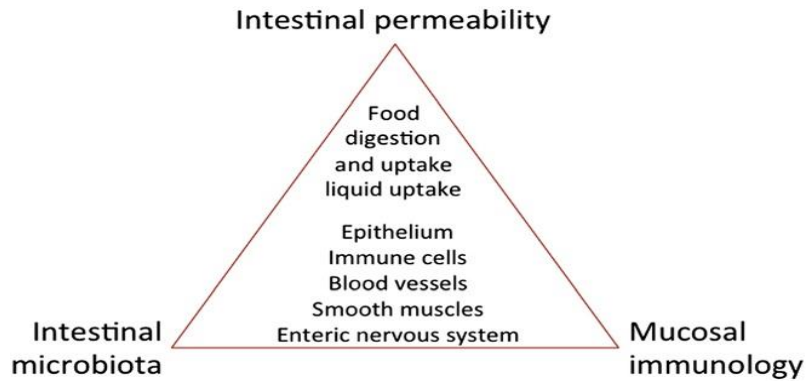 Intestinal permeability
Food
digestion
and uptake
liquid uptake
Epithelium
Immune cells
Blood vessels
Smooth muscles
Enteric nervous system
Intestinal
microbiota
Mucosal
immunology